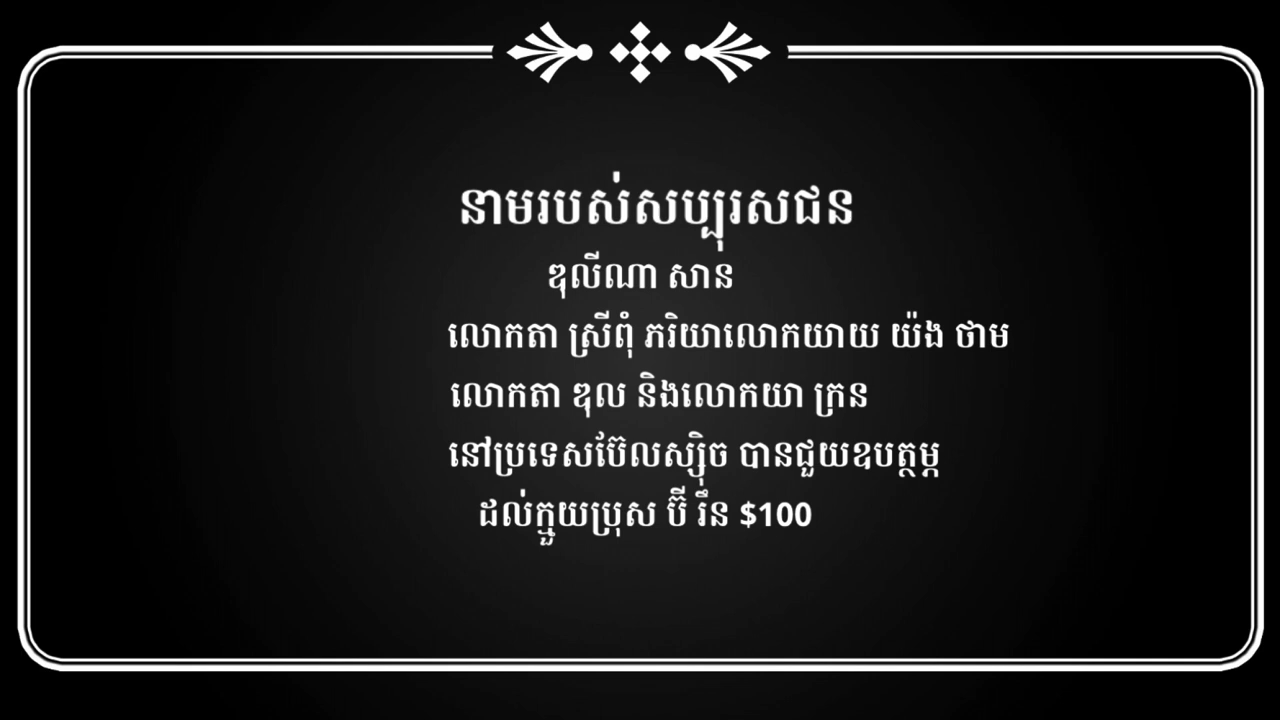 នាមរបស់សប្បុរសជន
ឌុលីណា សាន
លោកតា ស្រីពុំ ភរិយាលោកយាយ យ៉ង ថាម
លោកតា ឌុល និងលោកយា ក្រន
នៅប្រទេសប៊ែលស្ស៊ិច បានជួយឧបត្ថម្ភ
ដល់ក្មួយប្រុស ប៊ី រឺន $100